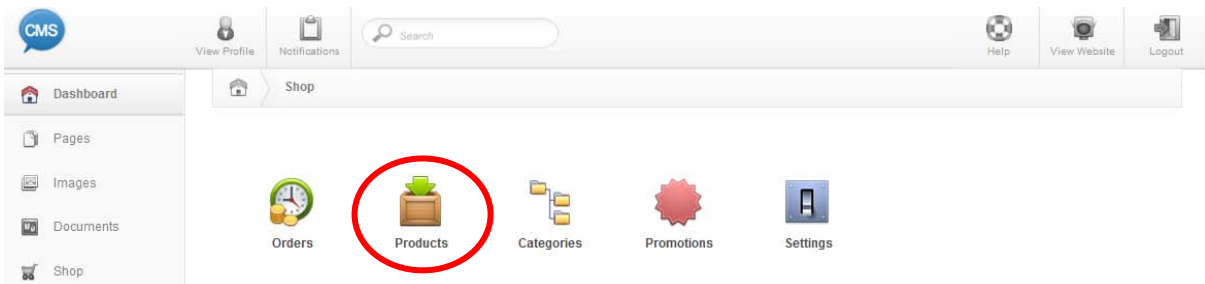 CMS
View Profile
Notifications
Search
Help
View Website
Logout
Dashboard
Shop
Pages
Images
Documents
Shop
Orders
Products
Categories
Promotions
Settings